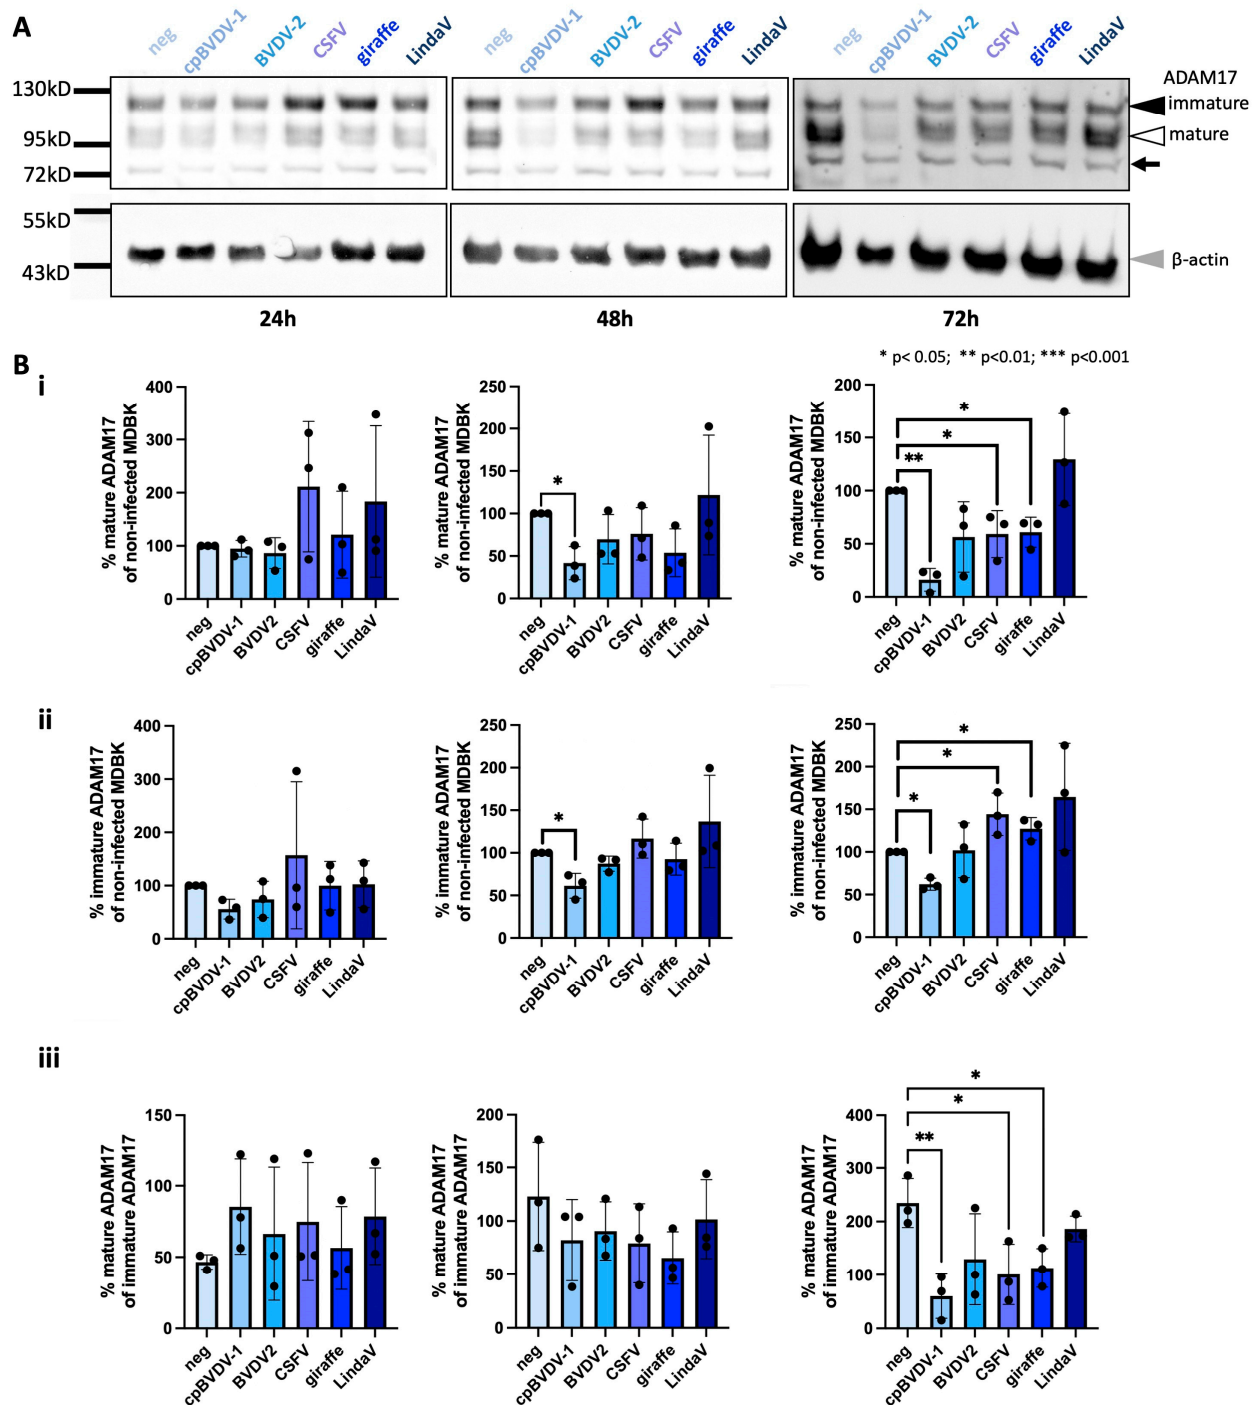 A
neg cpBVDV-1 BVDV-2 CSFV giraffe LindaV
neg cpBVDV-1 BVDV-2 CSFV giraffe LindaV
neg cpBVDV-1 BVDV-2 CSFV giraffe LindaV
130kD
95kD
72kD
ADAM17
immature
mature
55kD
43kD
β-actin
24h
48h
72h
B
* p< 0.05; ** p<0.01; *** p<0.001
i
% mature ADAM17
of non-infected MDBK
400
300
200
100
0
neg cpBVDV-1 BVDV2 CSFV giraffe LindaV
% mature ADAM17
of non-infected MDBK
250
200
150
100
50
0
*
neg cpBVDV-1 BVDV2 CSFV giraffe LindaV
% mature ADAM17
of non-infected MDBK
200
150
100
50
0
*
*
**
neg cpBVDV-1 BVDV2 CSFV giraffe LindaV
ii
% immature ADAM17
of non-infected MDBK
400
300
200
100
0
neg cpBVDV-1 BVDV2 CSFV giraffe LindaV
% immature ADAM17
of non-infected MDBK
250
200
150
100
50
0
*
neg cpBVDV-1 BVDV2 CSFV giraffe LindaV
% immature ADAM17
of non-infected MDBK
250
200
150
100
50
0
*
*
*
neg cpBVDV-1 BVDV2 CSFV giraffe LindaV
iii
% mature ADAM17
of immature ADAM17
150
100
50
0
neg cpBVDV-1 BVDV2 CSFV giraffe LindaV
% mature ADAM17
of immature ADAM17
200
150
100
50
0
neg cpBVDV-1 BVDV2 CSFV giraffe LindaV
% mature ADAM17
of immature ADAM17
400
300
200
100
0
*
*
**
neg cpBVDV-1 BVDV2 CSFV giraffe LindaV